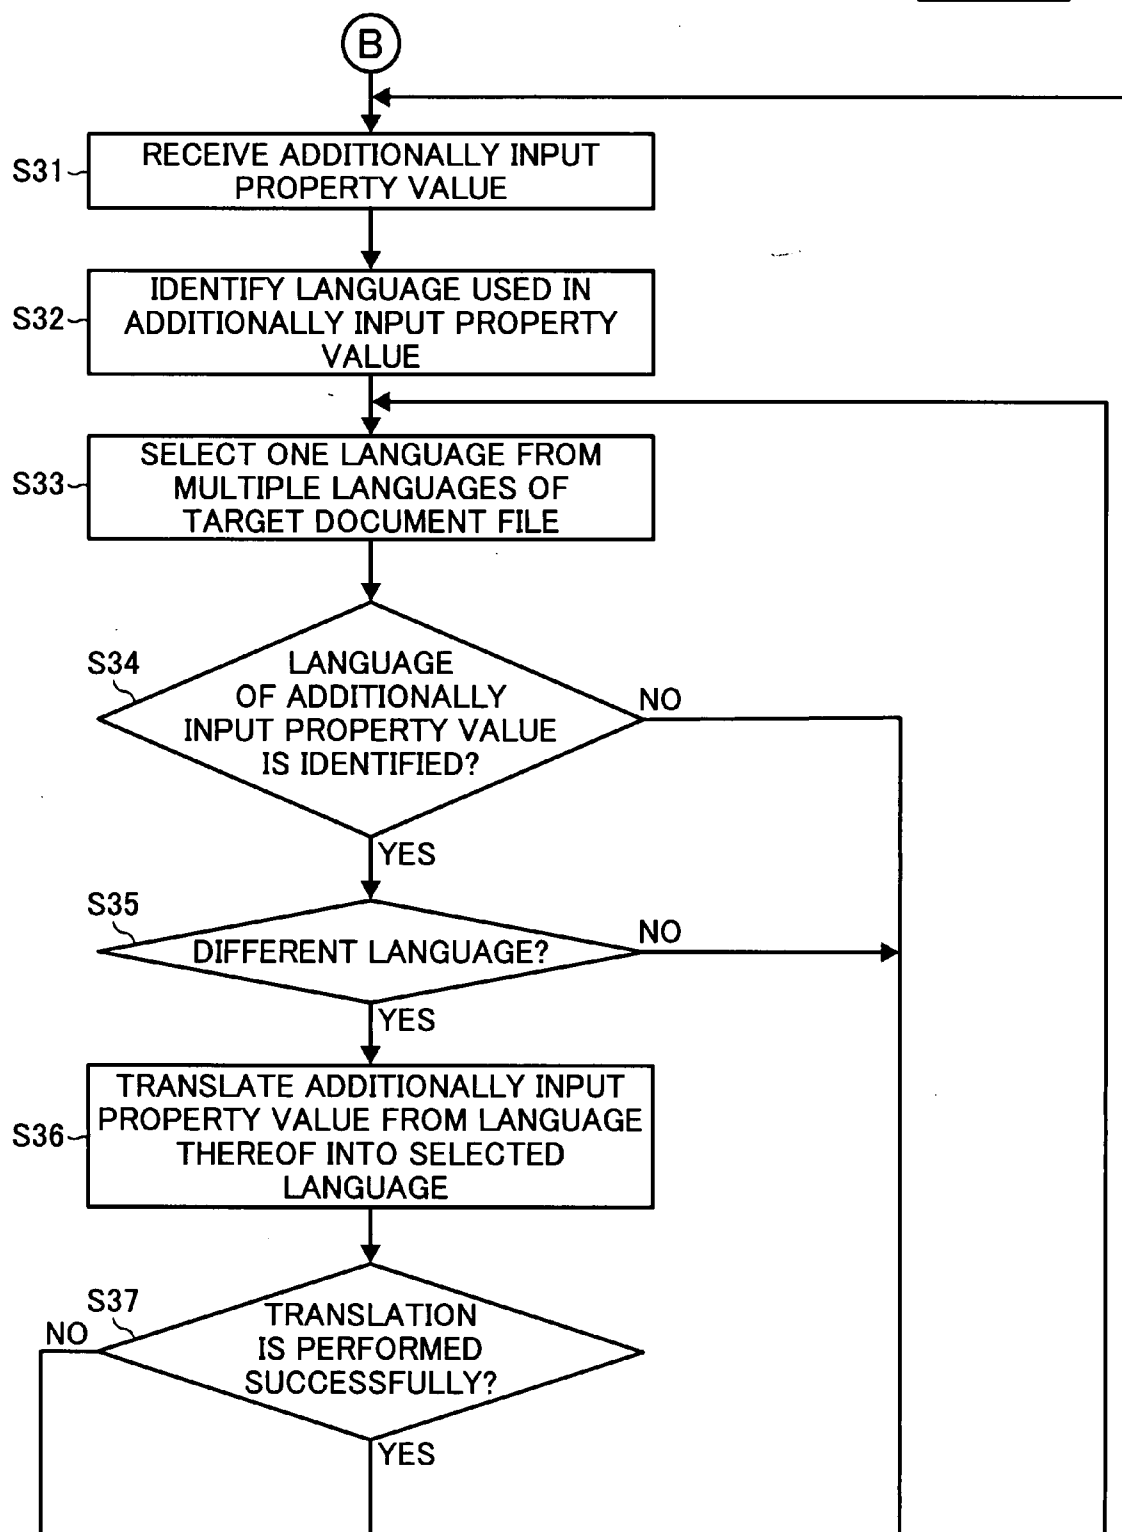 B
S31
RECEIVE ADDITIONALLY INPUT
PROPERTY VALUE
S32
IDENTIFY LANGUAGE USED IN
ADDITIONALLY INPUT PROPERTY
VALUE
S33
SELECT ONE LANGUAGE FROM
MULTIPLE LANGUAGES OF
TARGET DOCUMENT FILE
S34
LANGUAGE
OF ADDITIONALLY
INPUT PROPERTY VALUE
IS IDENTIFIED?
NO
YES
S35
DIFFERENT LANGUAGE?
NO
YES
S36
TRANSLATE ADDITIONALLY INPUT
PROPERTY VALUE FROM LANGUAGE
THEREOF INTO SELECTED
LANGUAGE
S37
NO
TRANSLATION
IS PERFORMED
SUCCESSFULLY?
YES